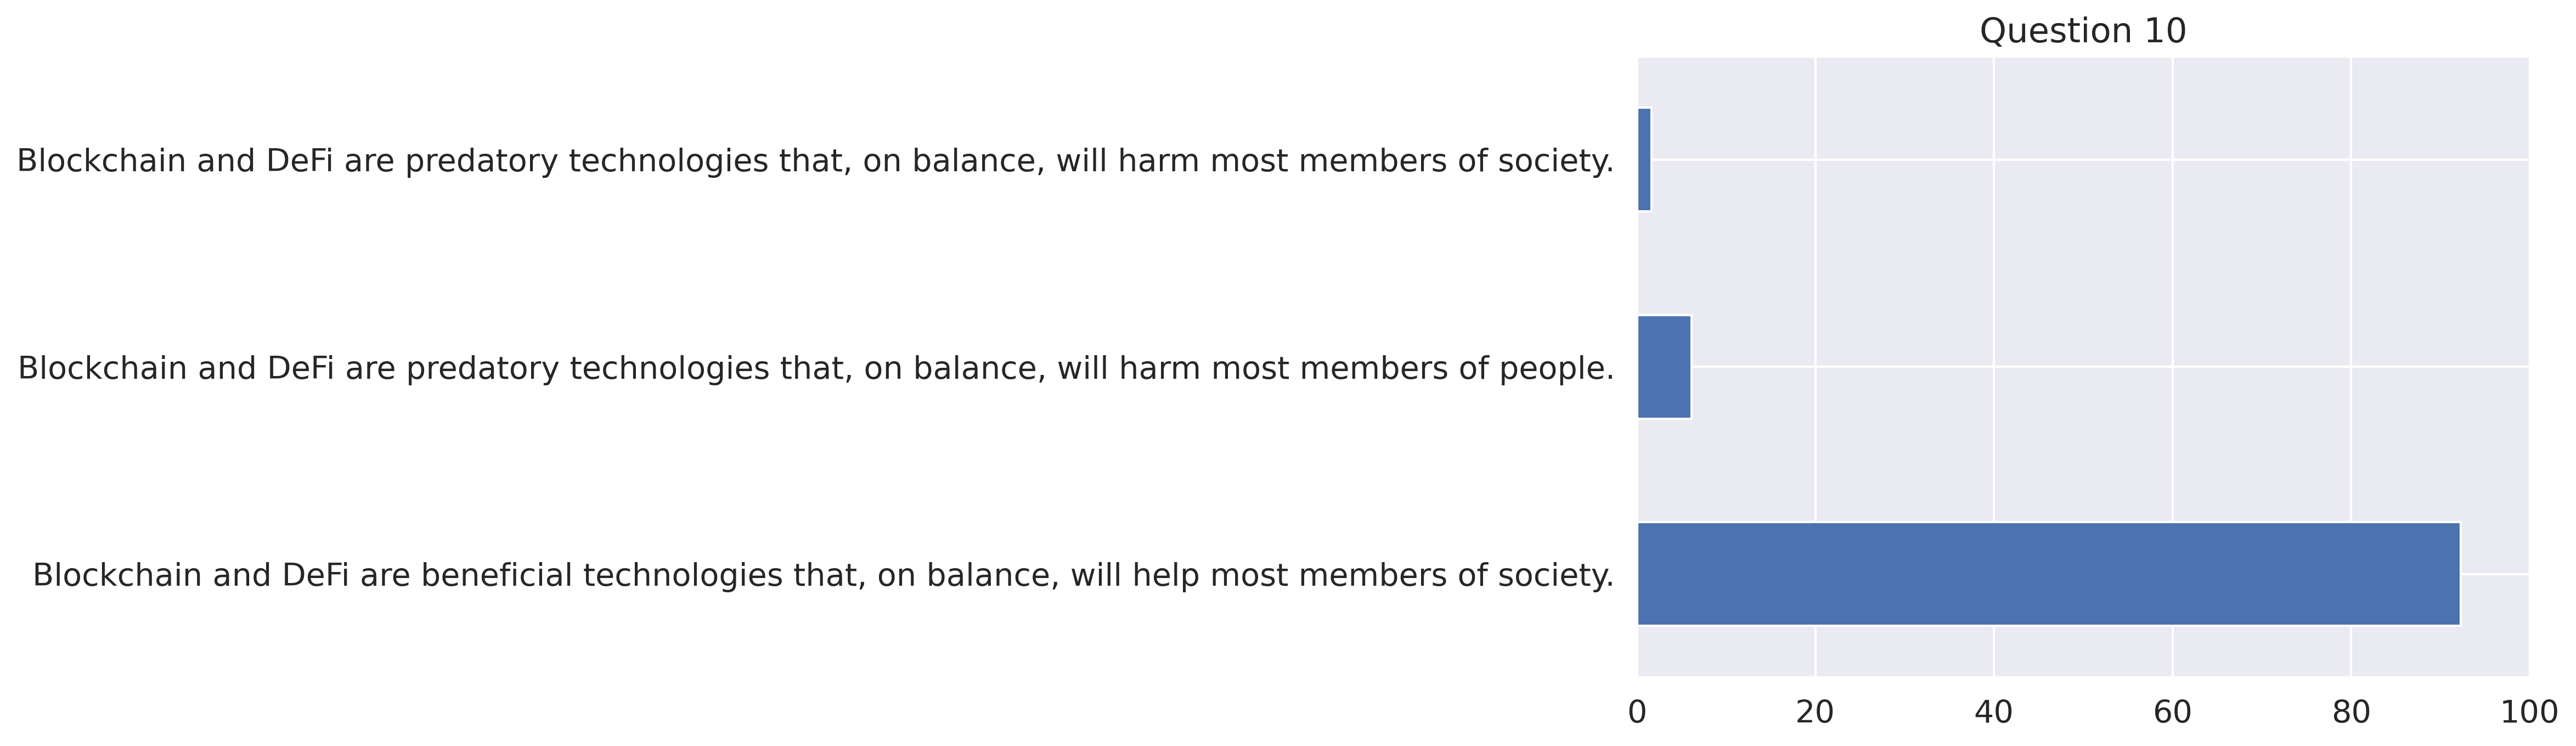 Question 10
Blockchain and DeFi are predatory technologies that, on balance, will harm most members of society.
Blockchain and DeFi are predatory technologies that, on balance, will harm most members of people.
Blockchain and DeFi are beneficial technologies that, on balance, will help most members of society.
0 20 40 60 80 100